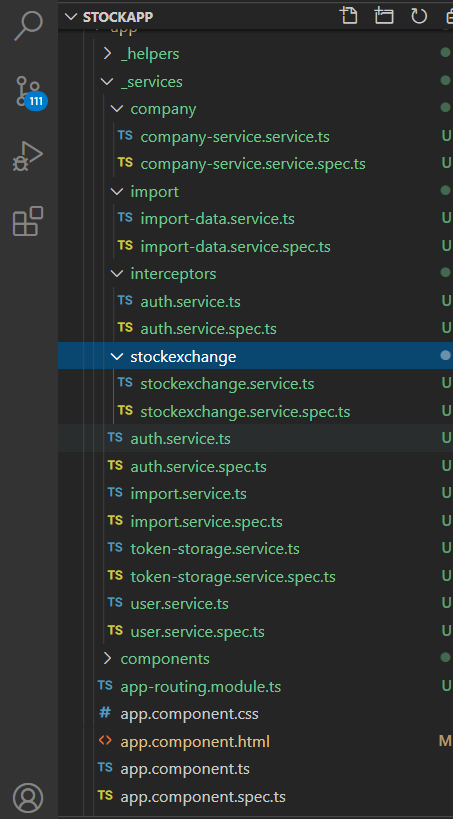 STOCKAPP
app
_helpers
_services
company
TS company-service.service.ts U
TS company-service.service.spec.ts U
import
TS import-data.service.ts U
TS import-data.service.spec.ts U
interceptors
TS auth.service.ts U
TS auth.service.spec.ts U
stockexchange
TS stockexchange.service.ts U
TS stockexchange.service.spec.ts U
TS auth.service.ts U
TS auth.service.spec.ts U
TS import.service.ts U
TS import.service.spec.ts U
TS token-storage.service.ts U
TS token-storage.service.spec.ts U
TS user.service.ts U
TS user.service.spec.ts U
components
TS app-routing.module.ts U
# app.component.css
<> app.component.html M
TS app.component.ts
TS app.component.spec.ts
111